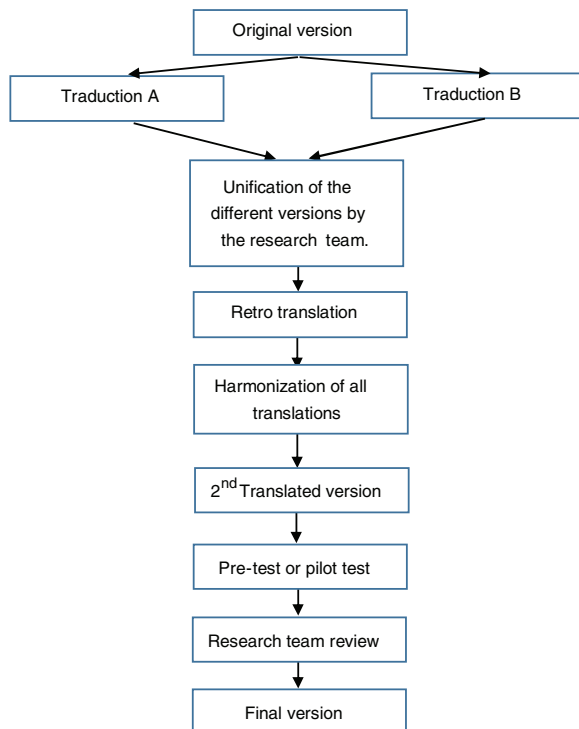 Original version
Traduction A
Traduction B
Unification of the
different versions by
the research team.
Retro translation
Harmonization of all
translations
2nd Translated version
Pre-test or pilot test
Research team review
Final version